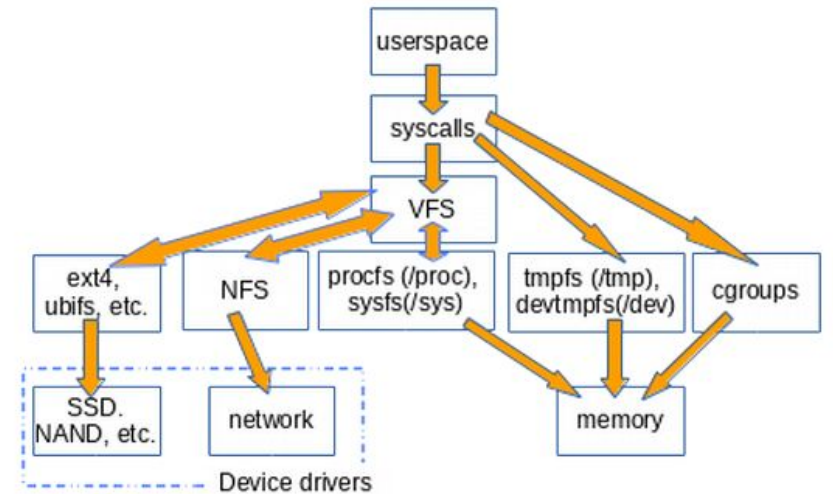 userspace
syscalls
VFS
ext4,
ubifs, etc.
NFS
procfs (/proc),
sysfs(/sys)
tmpfs (/tmp),
devtmpfs(/dev)
cgroups
SSD.
NAND, etc.
network
memory
Device drivers